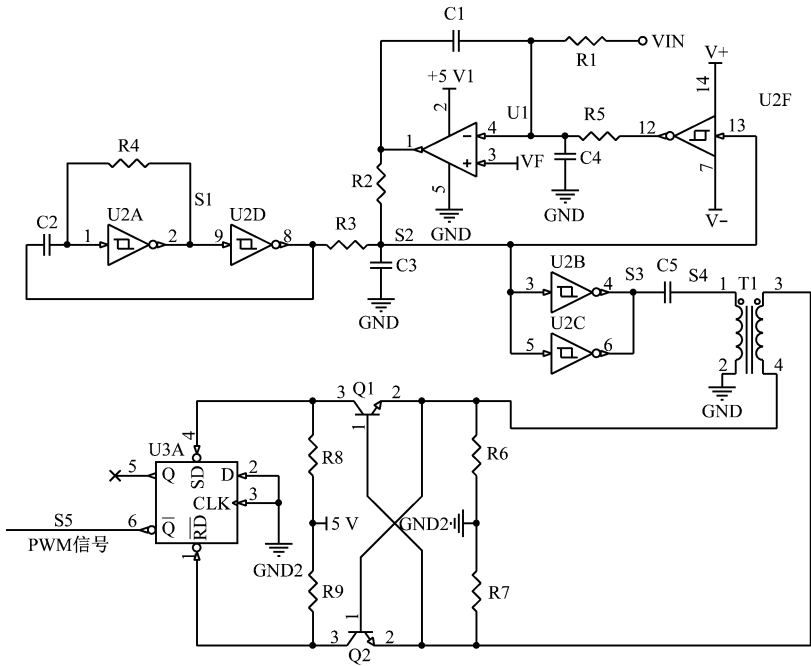 C1
R1
VIN
+5 V1
2
U1
V+
14
U2F
R5
12
13
1
4
3
VF
5
C4
7
GND
GND
V−
R4
R2
S1
C2
U2A
U2D
1
2
9
8
R3
S2
C3
GND
U2B
3
4
S3
C5
S4
T1
1
3
U2C
5
6
2
4
GND
3
Q1
2
1
4
U3A
R8
R6
5
Q
SD
D
2
CLK
3
S5
6
Q
RD
5 V
GND2
PWM信号
1
GND2
R9
R7
1
3
2
Q2